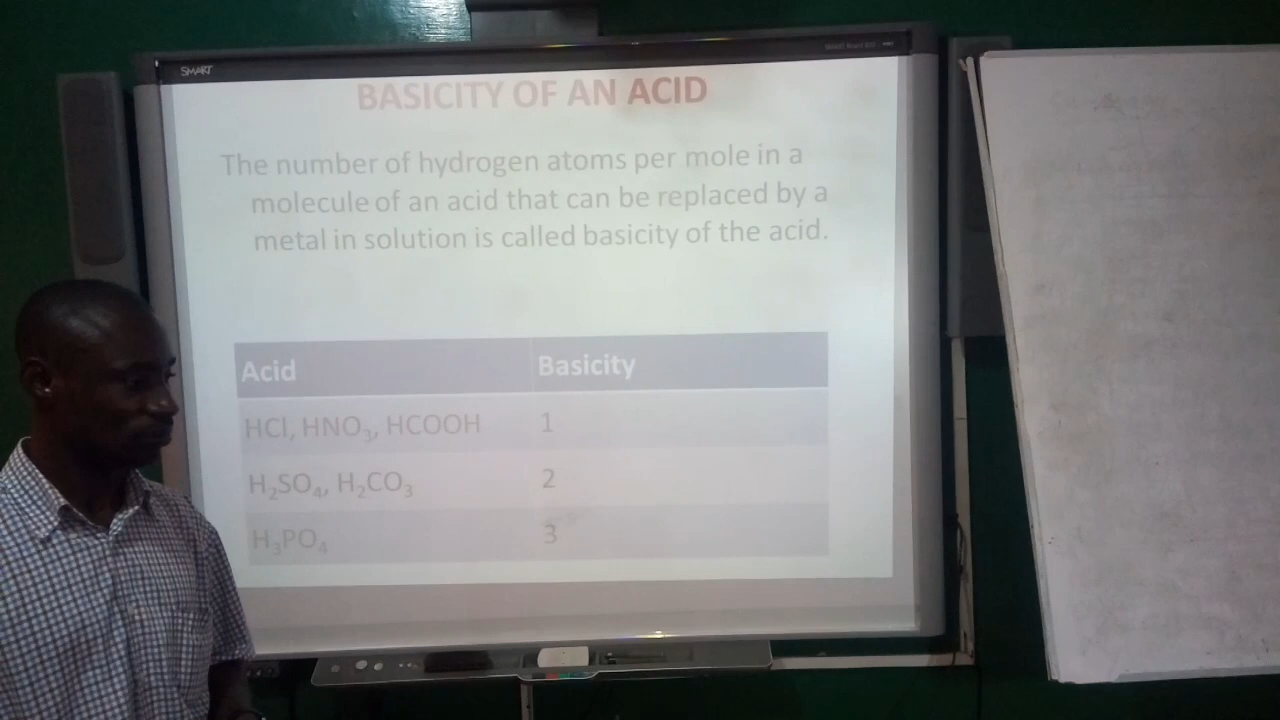 SMART
BASICITY OF AN ACID
The number of hydrogen atoms per mole in a
molecule of an acid that can be replaced by a
metal in solution is called basicity of the acid.
Acid Basicity
HCl, HNO₃, HCOOH 1
H₂SO₄, H₂CO₃ 2
H₃PO₄ 3